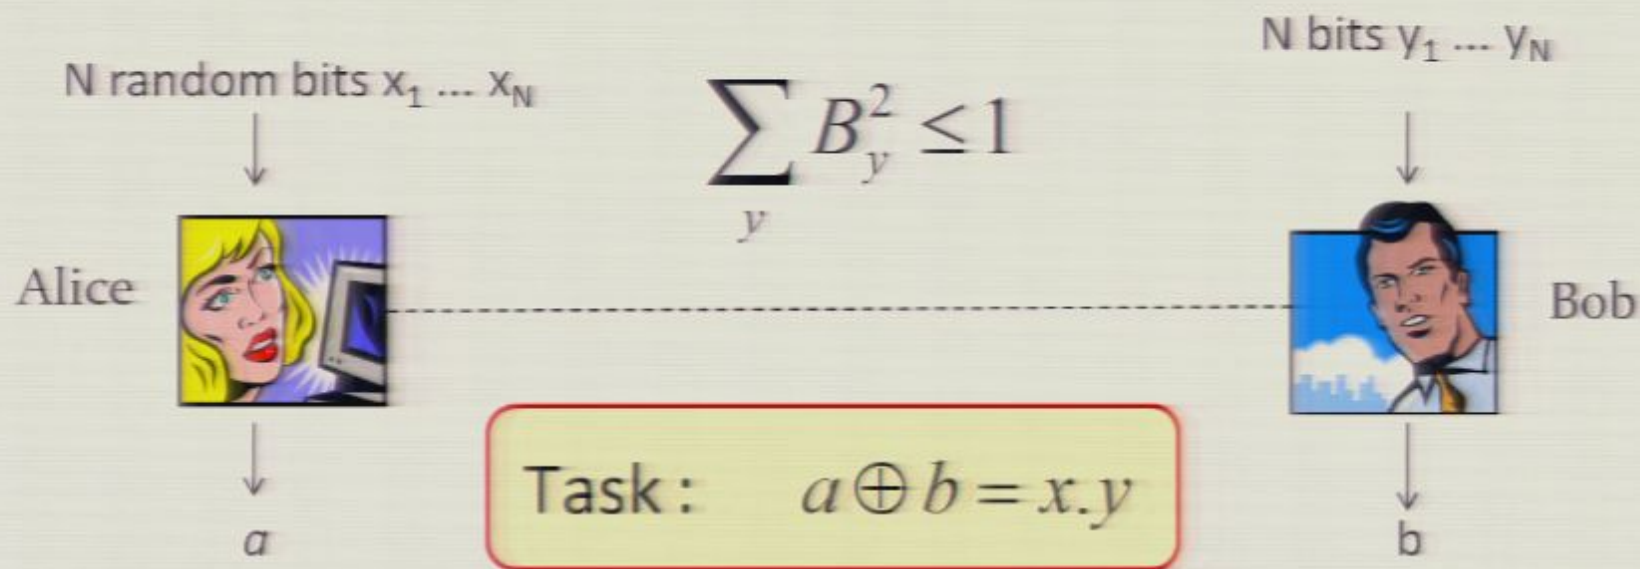 N random bits x₁ ... x_N
N bits y₁ ... y_N
∑_y B_y² ≤ 1
Alice
Bob
Task : a⊕b = x.y
a
b